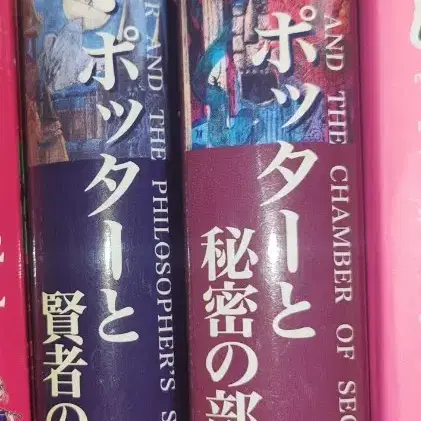 ポッターと
賢者の
AND THE PHILOSOPHER'S
ポッターと
秘密の部
AND THE CHAMBER OF